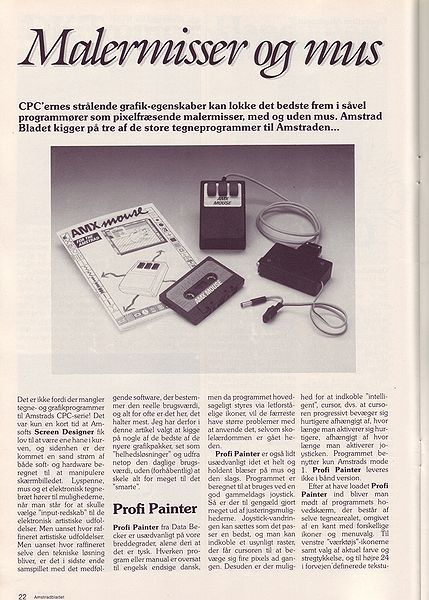 Malermisser og mus
CPC'ernes strålende grafik-egenskaber kan lokke det bedste frem i såvel
programmører som pixelfræsende malermisser, med og uden mus. Amstrad
Bladet kigger på tre af de store tegneprogrammer til Amstraden...
AMX mouse
AMX
MOUSE
AMX MOUSE
Det er ikke fordi der mangler
tegne- og grafikprogrammer
til Amstrads CPC-serie! Det
var kun en kort tid at Am-
softs Screen Designer fik
lov til at være ene hane i kur-
ven, og sidenhen er der
kommet en sand strøm af
både soft- og hardware be-
regnet til at manipulere
skærmbilledet. Lyspenne,
mus og et elektronisk tegne-
bræt hører til mulighederne,
når man står for at skulle
vælge "input-redskab" til de
elektronisk artistiske udfol-
delser. Men uanset hvor raf-
fineret artistiske udfoldelser.
Men uanset hvor raffineret
selve den tekniske løsning
bliver, er det i sidste ende
samspillet med det medføl-
gende software, der bestem-
mer den reelle brugsværdi,
og alt for ofte er det her, det
halter mest. Jeg har derfor i
denne artikel valgt at kigge
på nogle af de bedste af de
nyere grafikpakker, set som
"helhedsløsninger" og udfra
netop den daglige brugs-
værdi, uden (forhåbentlig) at
skele alt for meget til det
"smarte".
Profi Painter
Profi Painter fra Data Be-
cker er usædvanligt på vore
breddegrader, alene deri at
det er tysk. Hverken pro-
gram eller manual er oversat
til engelsk endsige dansk,
men da programmet hoved-
sageligt styres via letforstå-
elige ikoner, vil de færreste
have større problemer med
at anvende det, selvom sko-
lelærdommen er gået he-
den.
Profi Painter er også lidt
usædvanligt idet et helt og
holdent blæser på mus og
den slags. Programmet er
beregnet til at bruges ved en
god gammeldags joystick.
Så er der til gengæld gjort
meget ud af justeringsmulig-
hederne. Joystick-vandrin-
gen kan sættes som det pas-
ser en bedst, og man kan
indkoble et usynligt raster,
der får cursoren til at be-
væge sig fire pixels ad gan-
gen. Desuden er der mulig-
hed for at indkoble "intelli-
gent", cursor, dvs. at curso-
ren progressivt bevæger sig
hurtigere afhængigt af, hvor
længe man aktiverer sig hur-
tigere, afhængigt af hvor
længe man aktiverer jo-
ysticken. Programmet be-
nytter kun Amstrads mode
1. Profi Painter leveres
ikke i bånd version.
Efter at have loadet Profi
Painter ind bliver man
mødt af programmets ho-
vedskærm, der består af
selve tegnearealet, omgivet
af en kant med forskellige
ikoner og menuvalg. Til
venstre "værktøjs"-ikonerne
samt valg af aktuel farve og
stregtykkelse, og til højre 24
i forvejen definerede tekstu-
22 Amstradbladet